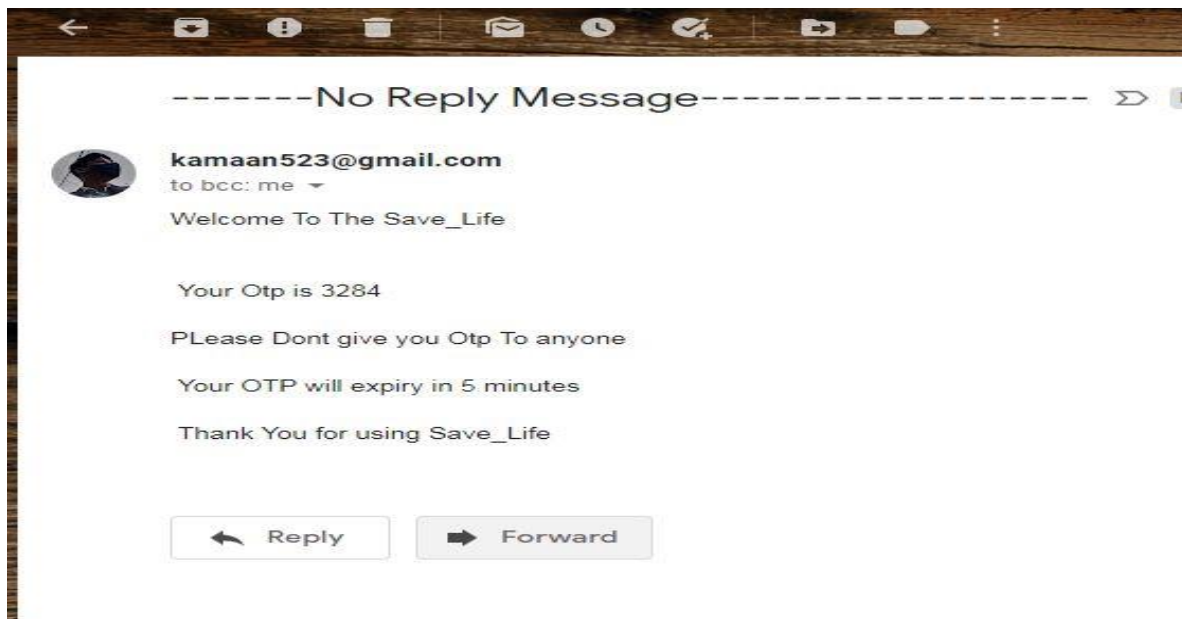 -------No Reply Message-------------------
kamaan523@gmail.com
to bcc: me
Welcome To The Save_Life
Your Otp is 3284
PLease Dont give you Otp To anyone
Your OTP will expiry in 5 minutes
Thank You for using Save_Life
Reply
Forward